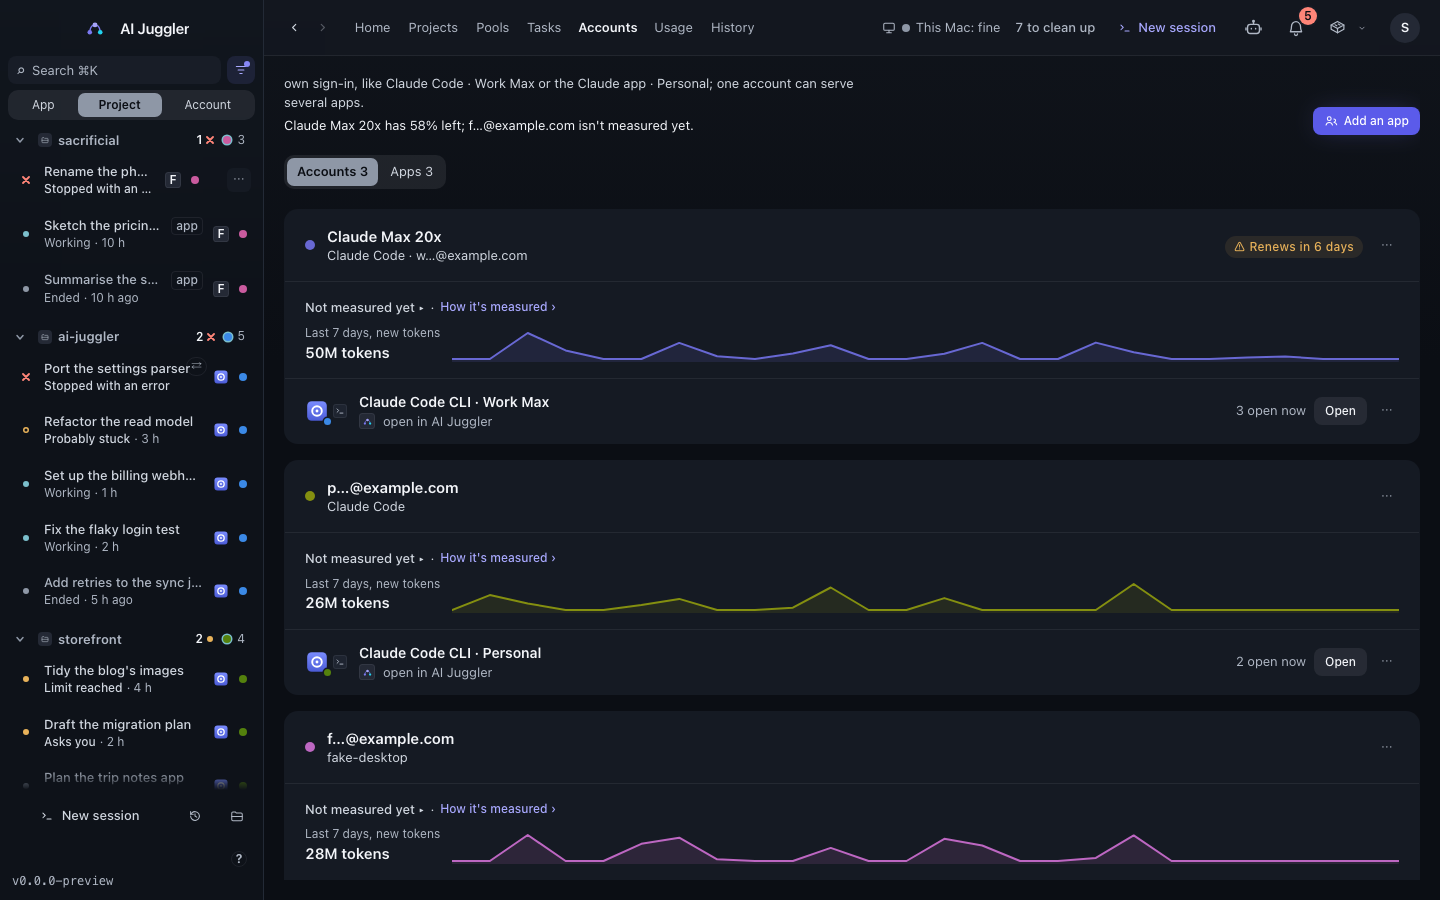 AI Juggler
Search ⌘K
App
Project
Account
sacrificial
1
3
Rename the ph...
Stopped with an ...
F
Sketch the pricin...
app
Working · 10 h
F
Summarise the s...
app
Ended · 10 h ago
F
ai-juggler
2
5
Port the settings parser
Stopped with an error
Refactor the read model
Probably stuck · 3 h
Set up the billing webh...
Working · 1 h
Fix the flaky login test
Working · 2 h
Add retries to the sync j...
Ended · 5 h ago
storefront
2
4
Tidy the blog's images
Limit reached · 4 h
Draft the migration plan
Asks you · 2 h
Plan the trip notes app
New session
?
v0.0.0-preview
Home
Projects
Pools
Tasks
Accounts
Usage
History
This Mac: fine
7 to clean up
New session
5
S
own sign-in, like Claude Code · Work Max or the Claude app · Personal; one account can serve
several apps.
Claude Max 20x has 58% left; f...@example.com isn't measured yet.
Add an app
Accounts 3
Apps 3
Claude Max 20x
Claude Code · w...@example.com
Renews in 6 days
Not measured yet ▸ · How it's measured ›
Last 7 days, new tokens
50M tokens
Claude Code CLI · Work Max
open in AI Juggler
3 open now
Open
p...@example.com
Claude Code
Not measured yet ▸ · How it's measured ›
Last 7 days, new tokens
26M tokens
Claude Code CLI · Personal
open in AI Juggler
2 open now
Open
f...@example.com
fake-desktop
Not measured yet ▸ · How it's measured ›
Last 7 days, new tokens
28M tokens